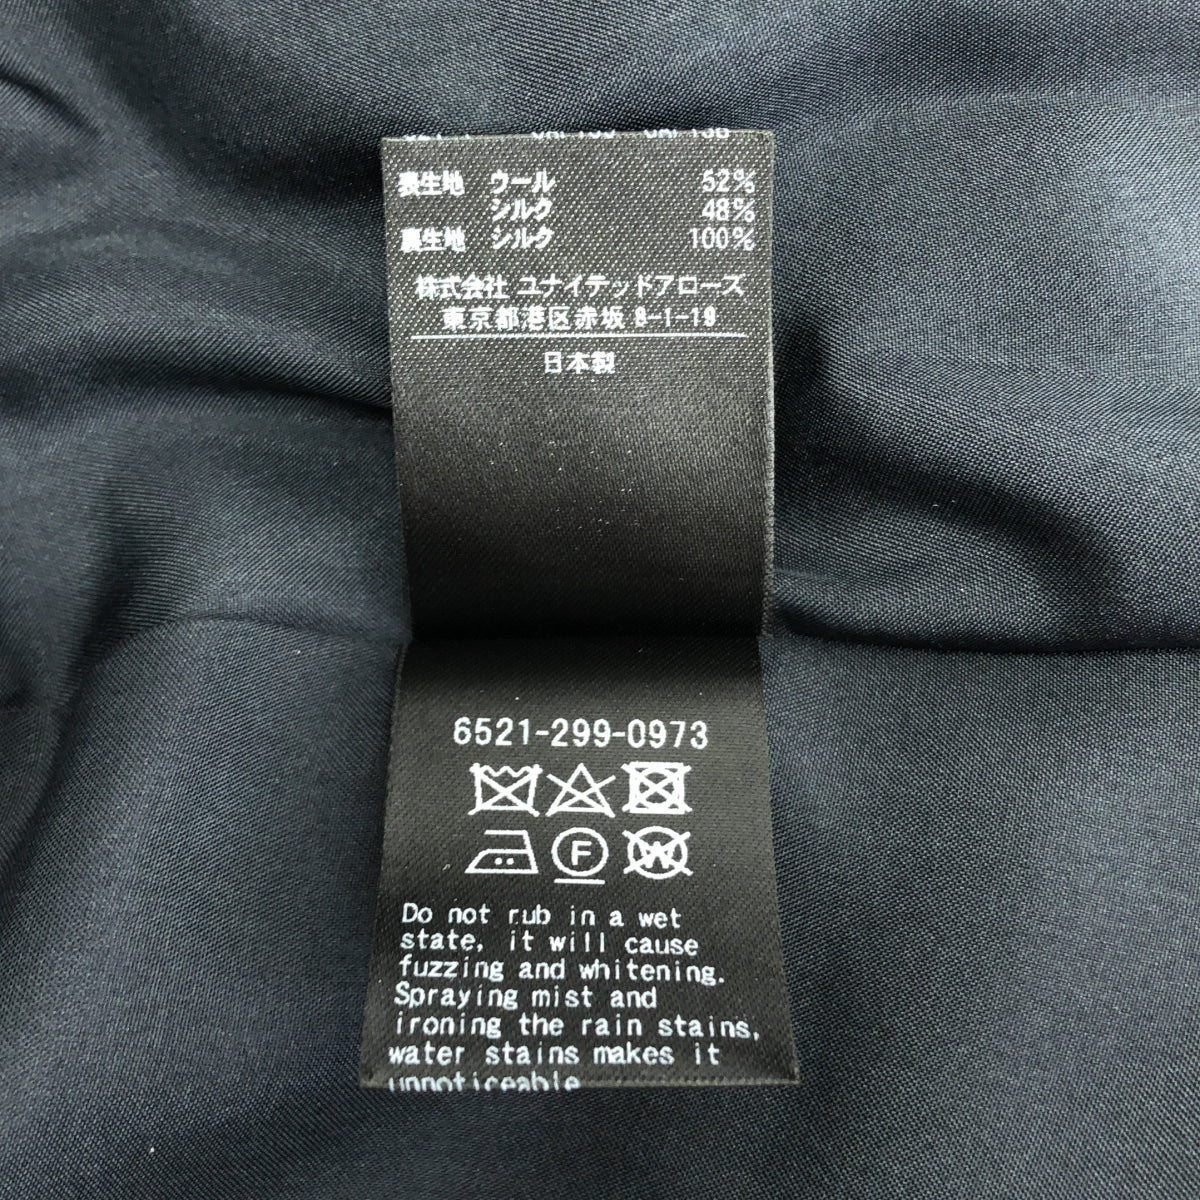 表生地 ウール 52%
シルク 48%
裏生地 シルク 100%
株式会社 ユナイテッドアローズ
東京都港区赤坂 8-1-19
日本製
6521-299-0973
F W
Do not rub in a wet
state, it will cause
fuzzing and whitening.
Spraying mist and
ironing the rain stains,
water stains makes it
unnoticeable